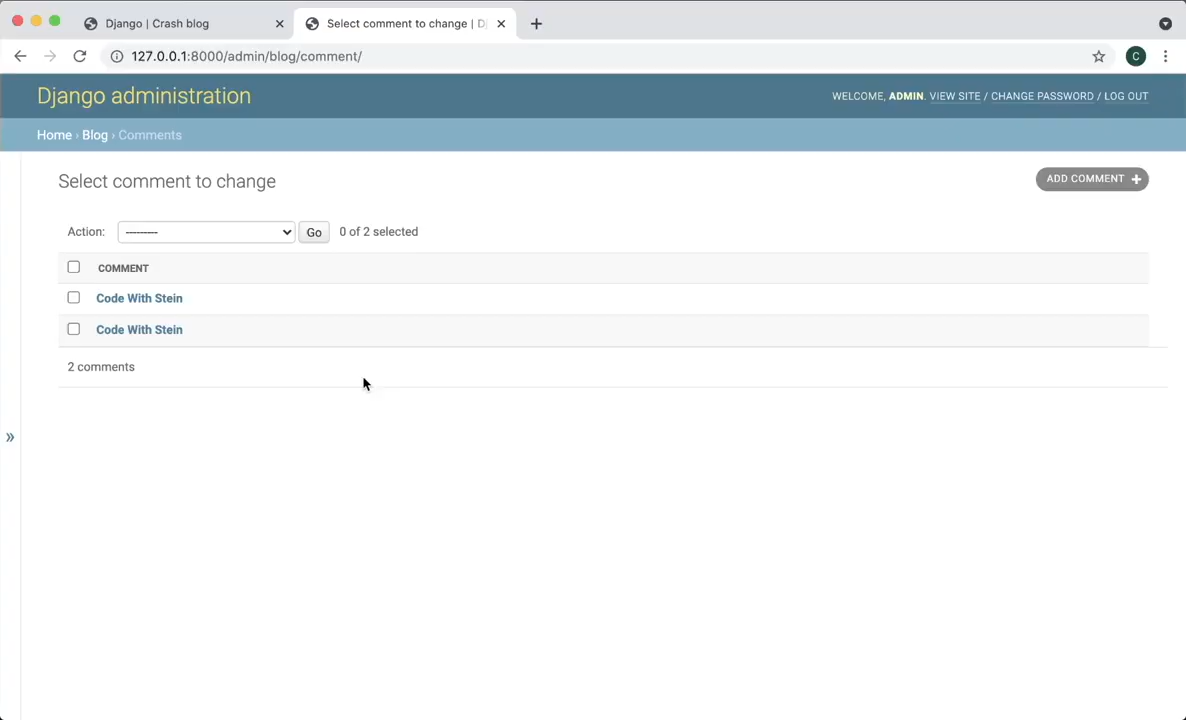 Django | Crash blog
Select comment to change | D
127.0.0.1:8000/admin/blog/comment/
C
Django administration
WELCOME, ADMIN. VIEW SITE / CHANGE PASSWORD / LOG OUT
Home › Blog › Comments
Select comment to change
ADD COMMENT +
Action: --------- Go 0 of 2 selected
COMMENT
Code With Stein
Code With Stein
2 comments
»